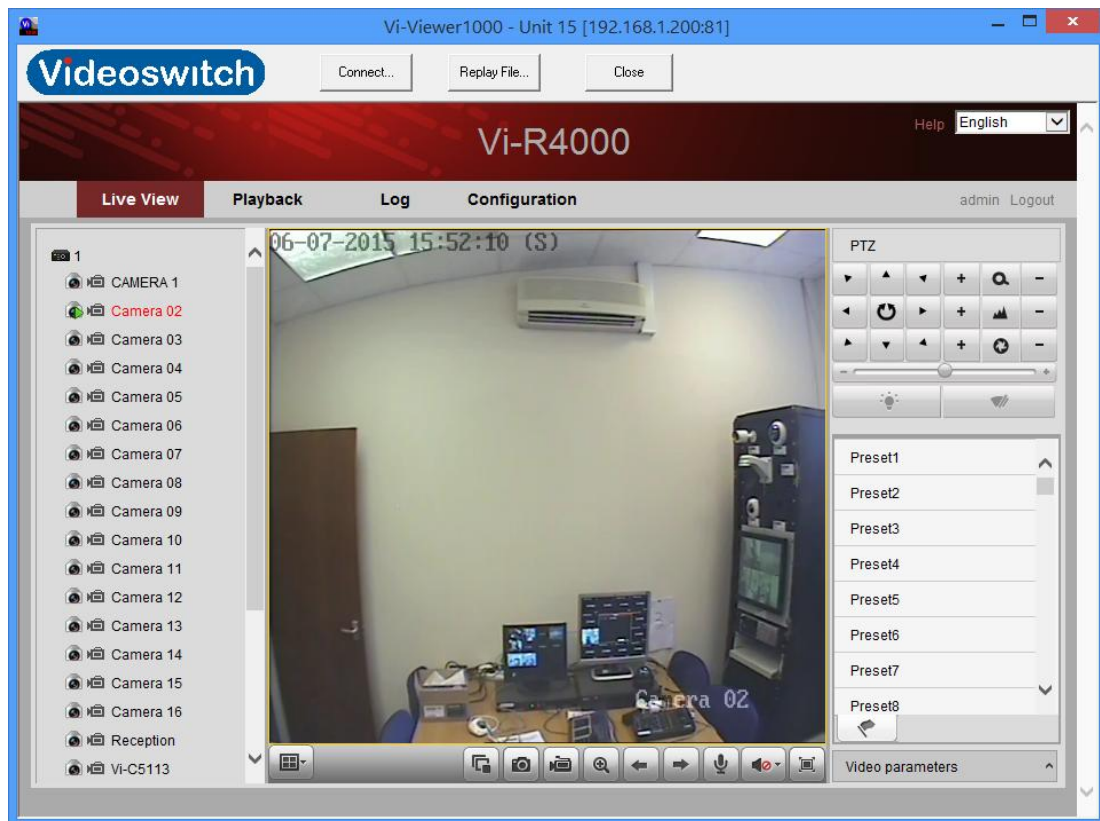 Vi-Viewer1000 - Unit 15 [192.168.1.200:81]
Videoswitch
Connect...
Replay File...
Close
Vi-R4000
Help
English
Live View
Playback
Log
Configuration
admin Logout
1
CAMERA 1
Camera 02
Camera 03
Camera 04
Camera 05
Camera 06
Camera 07
Camera 08
Camera 09
Camera 10
Camera 11
Camera 12
Camera 13
Camera 14
Camera 15
Camera 16
Reception
Vi-C5113
06-07-2015 15:52:10 (S)
Camera 02
PTZ
Preset1
Preset2
Preset3
Preset4
Preset5
Preset6
Preset7
Preset8
Video parameters